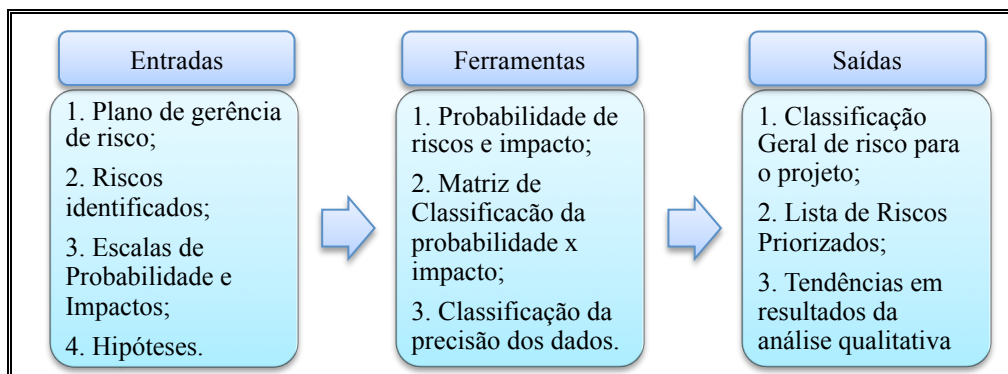 Entradas
1. Plano de gerência
de risco;
2. Riscos
identificados;
3. Escalas de
Probabilidade e
Impactos;
4. Hipóteses.
Ferramentas
1. Probabilidade de
riscos e impacto;
2. Matriz de
Classificacão da
probabilidade x
impacto;
3. Classificação da
precisão dos dados.
Saídas
1. Classificação
Geral de risco para
o projeto;
2. Lista de Riscos
Priorizados;
3. Tendências em
resultados da
análise qualitativa